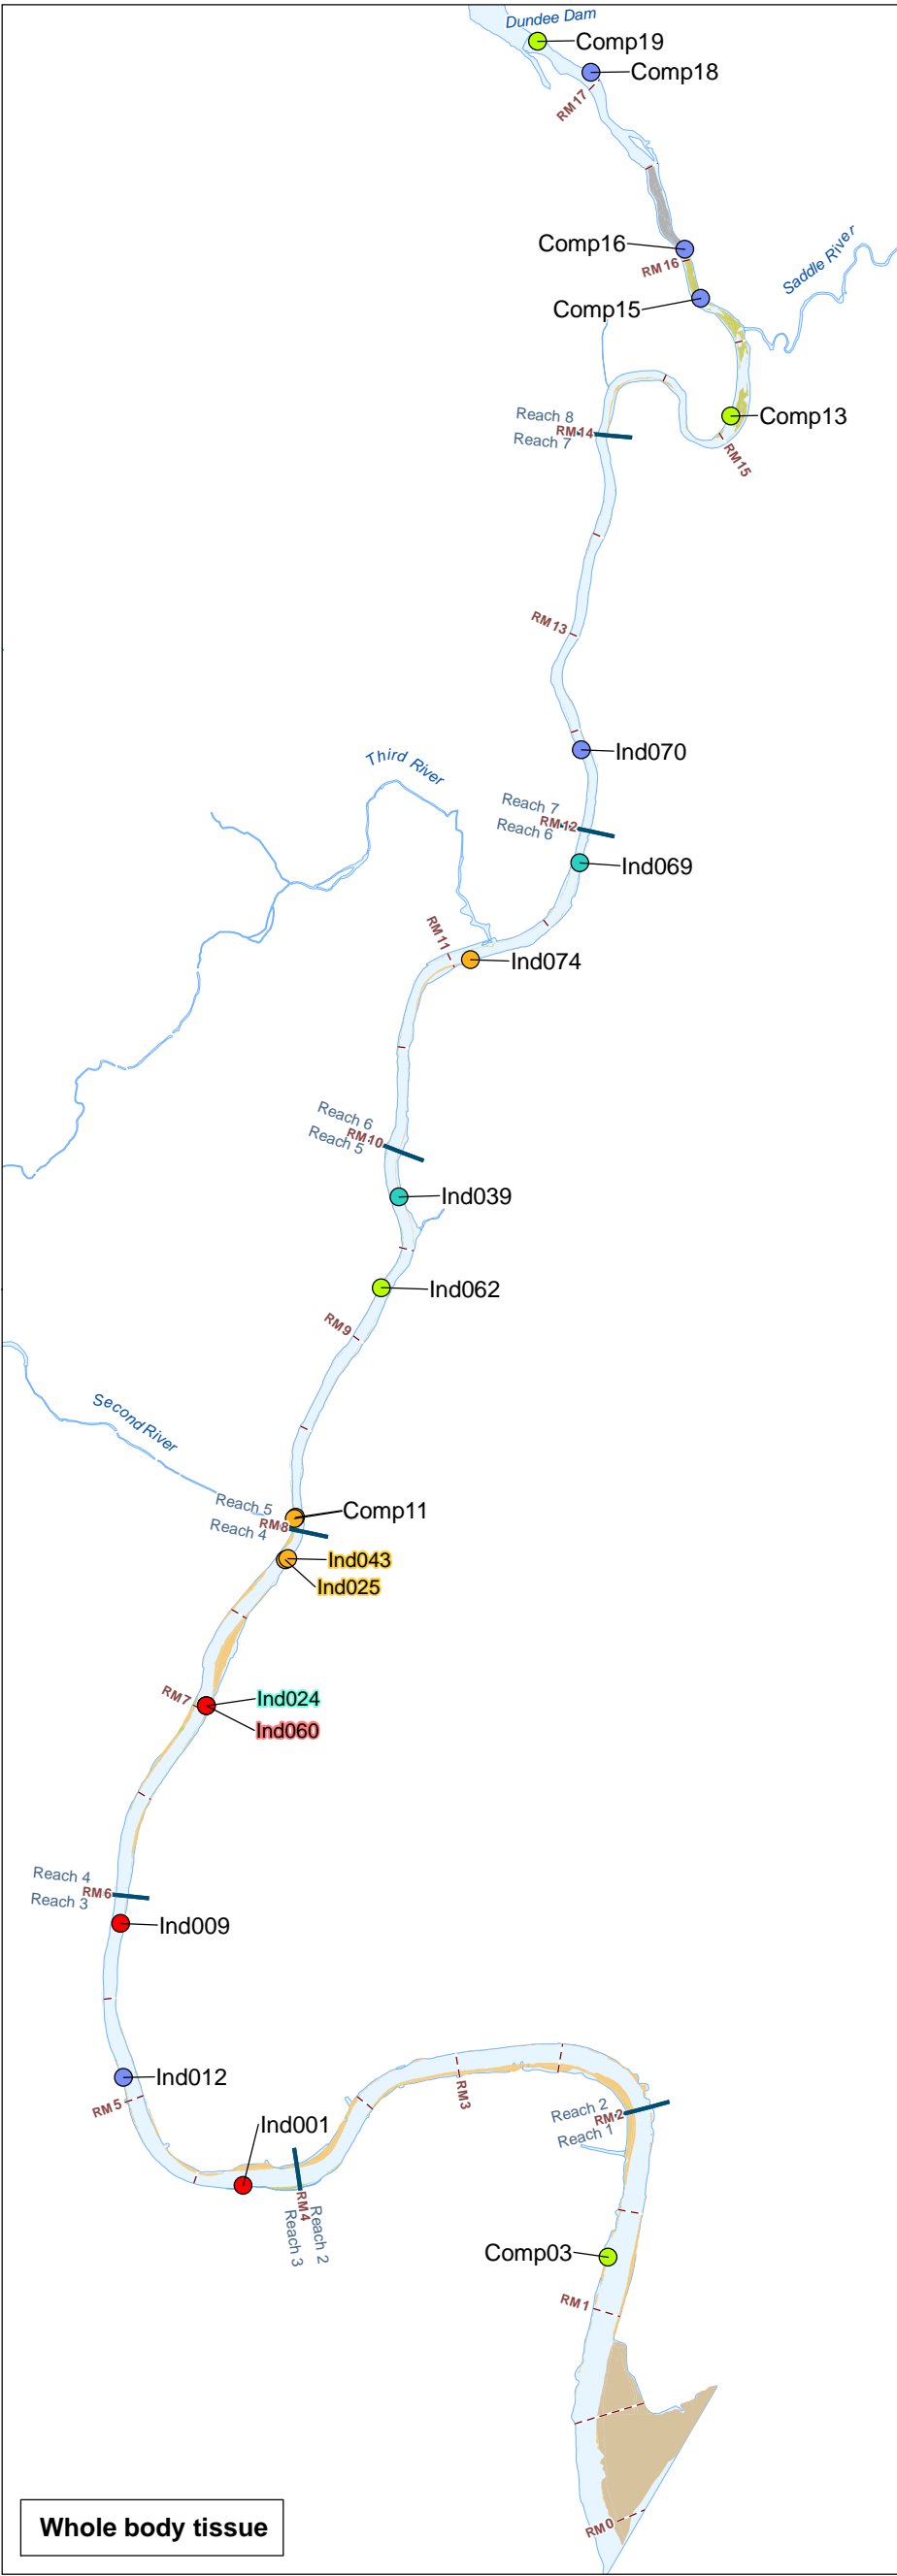 Dundee Dam
Comp19
Comp18
RM17
Comp16
RM16
Saddle River
Comp15
Reach 8
RM14
Reach 7
Comp13
RM15
RM13
Ind070
Third River
Reach 7
RM12
Reach 6
Ind069
RM11
Ind074
Reach 6
RM10
Reach 5
Ind039
Ind062
RM9
Second River
Reach 5
Comp11
RM8
Reach 4
Ind043
Ind025
RM7
Ind024
Ind060
Reach 4
RM6
Reach 3
Ind009
Ind012
RM5
RM3
Reach 2
RM2
Reach 1
Ind001
RM4
Reach 2
Reach 3
Comp03
RM1
RM0
Whole body tissue